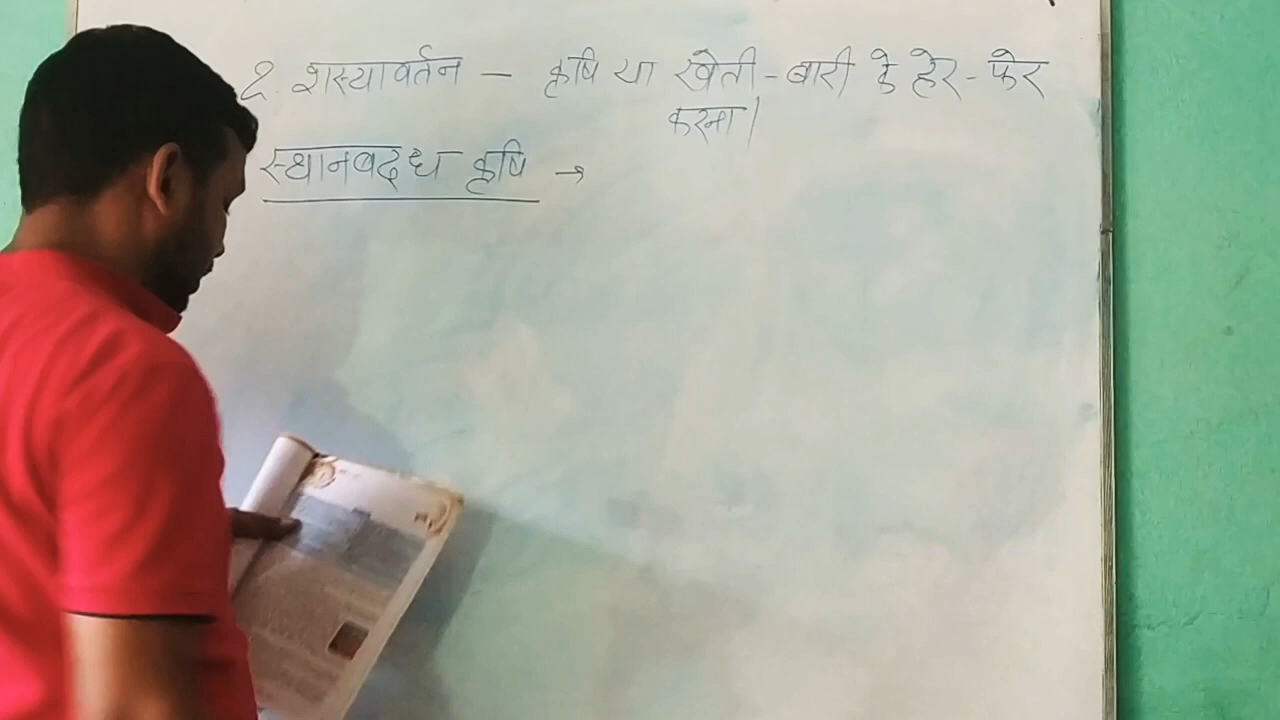 2. शस्यावर्तन – कृषि या खेती-बारी के हेर-फेर
करना।
स्थानबद्ध कृषि →